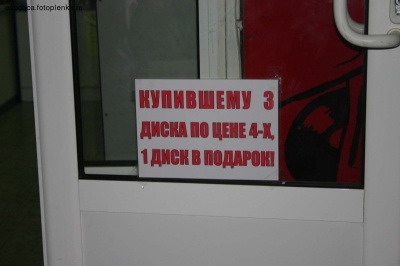 КУПИВШЕМУ 3
ДИСКА ПО ЦЕНЕ 4-Х,
1 ДИСК В ПОДАРОК!